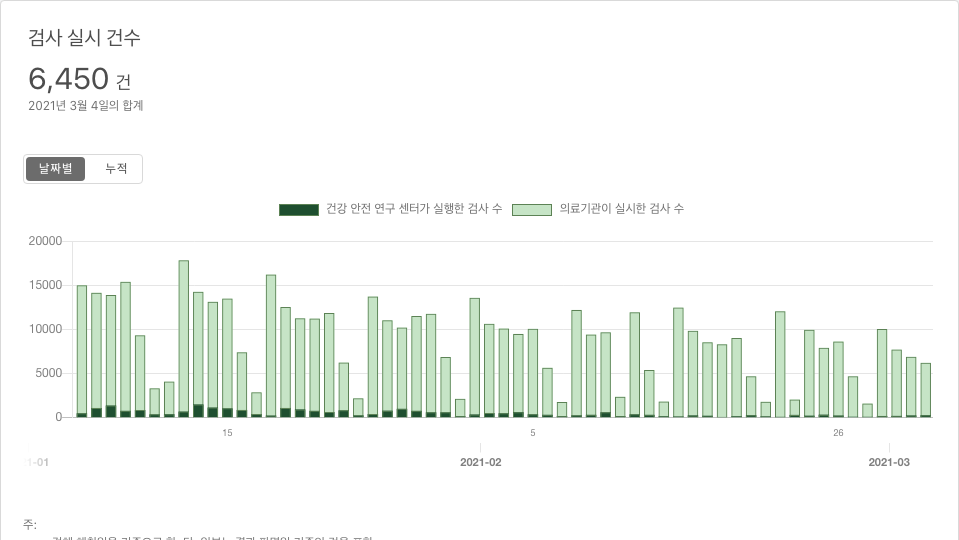 검사 실시 건수
6,450 건
2021년 3월 4일의 합계
날짜별 누적
건강 안전 연구 센터가 실행한 검사 수 의료기관이 실시한 검사 수
20000
15000
10000
5000
0
15 5 26
1-01 2021-02 2021-03
주: